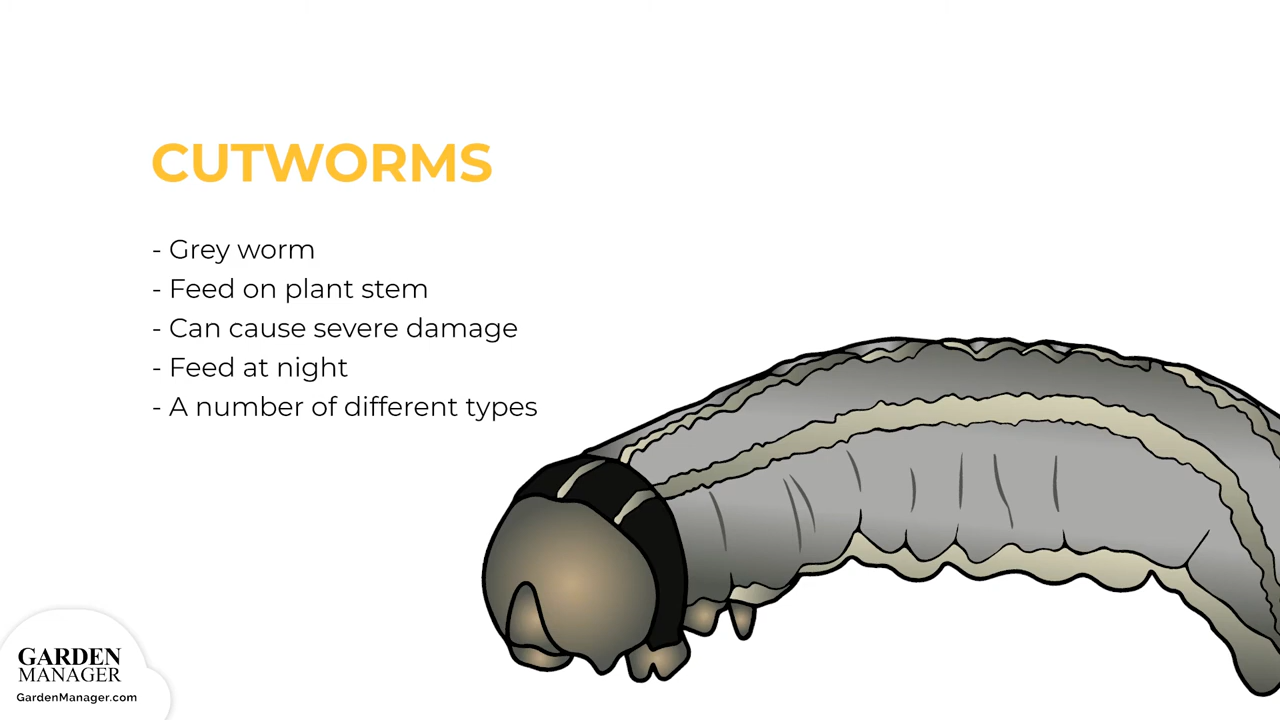 CUTWORMS
- Grey worm
- Feed on plant stem
- Can cause severe damage
- Feed at night
- A number of different types
GARDEN
MANAGER
GardenManager.com